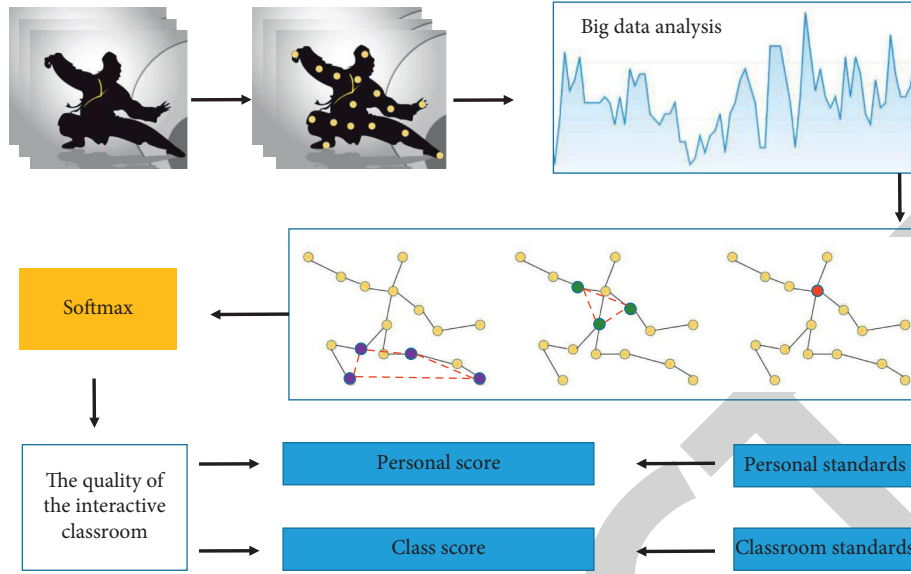 Big data analysis
Softmax
The quality of
the interactive
classroom
Personal score
Personal standards
Class score
Classroom standards